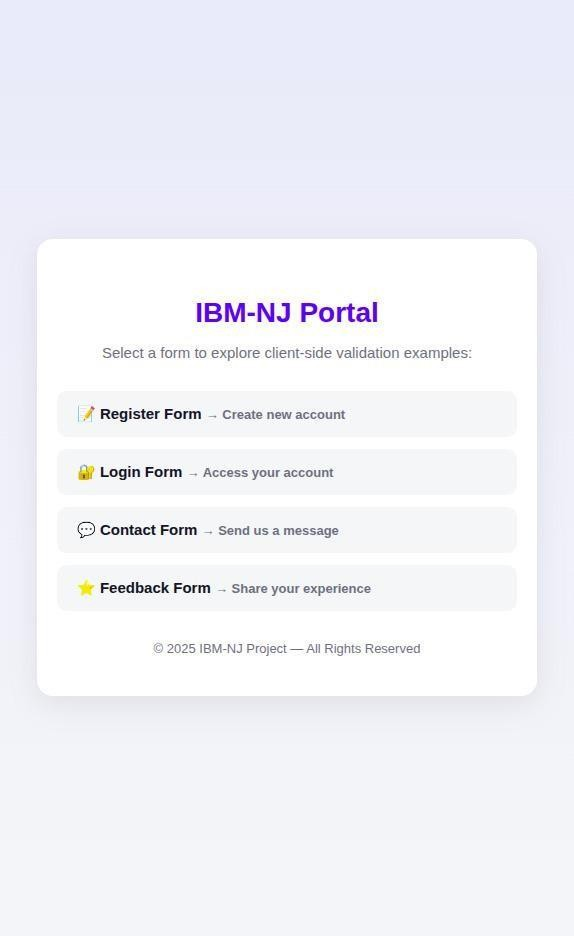 IBM-NJ Portal
Select a form to explore client-side validation examples:
📝 Register Form → Create new account
🔐 Login Form → Access your account
💬 Contact Form → Send us a message
⭐ Feedback Form → Share your experience
© 2025 IBM-NJ Project — All Rights Reserved